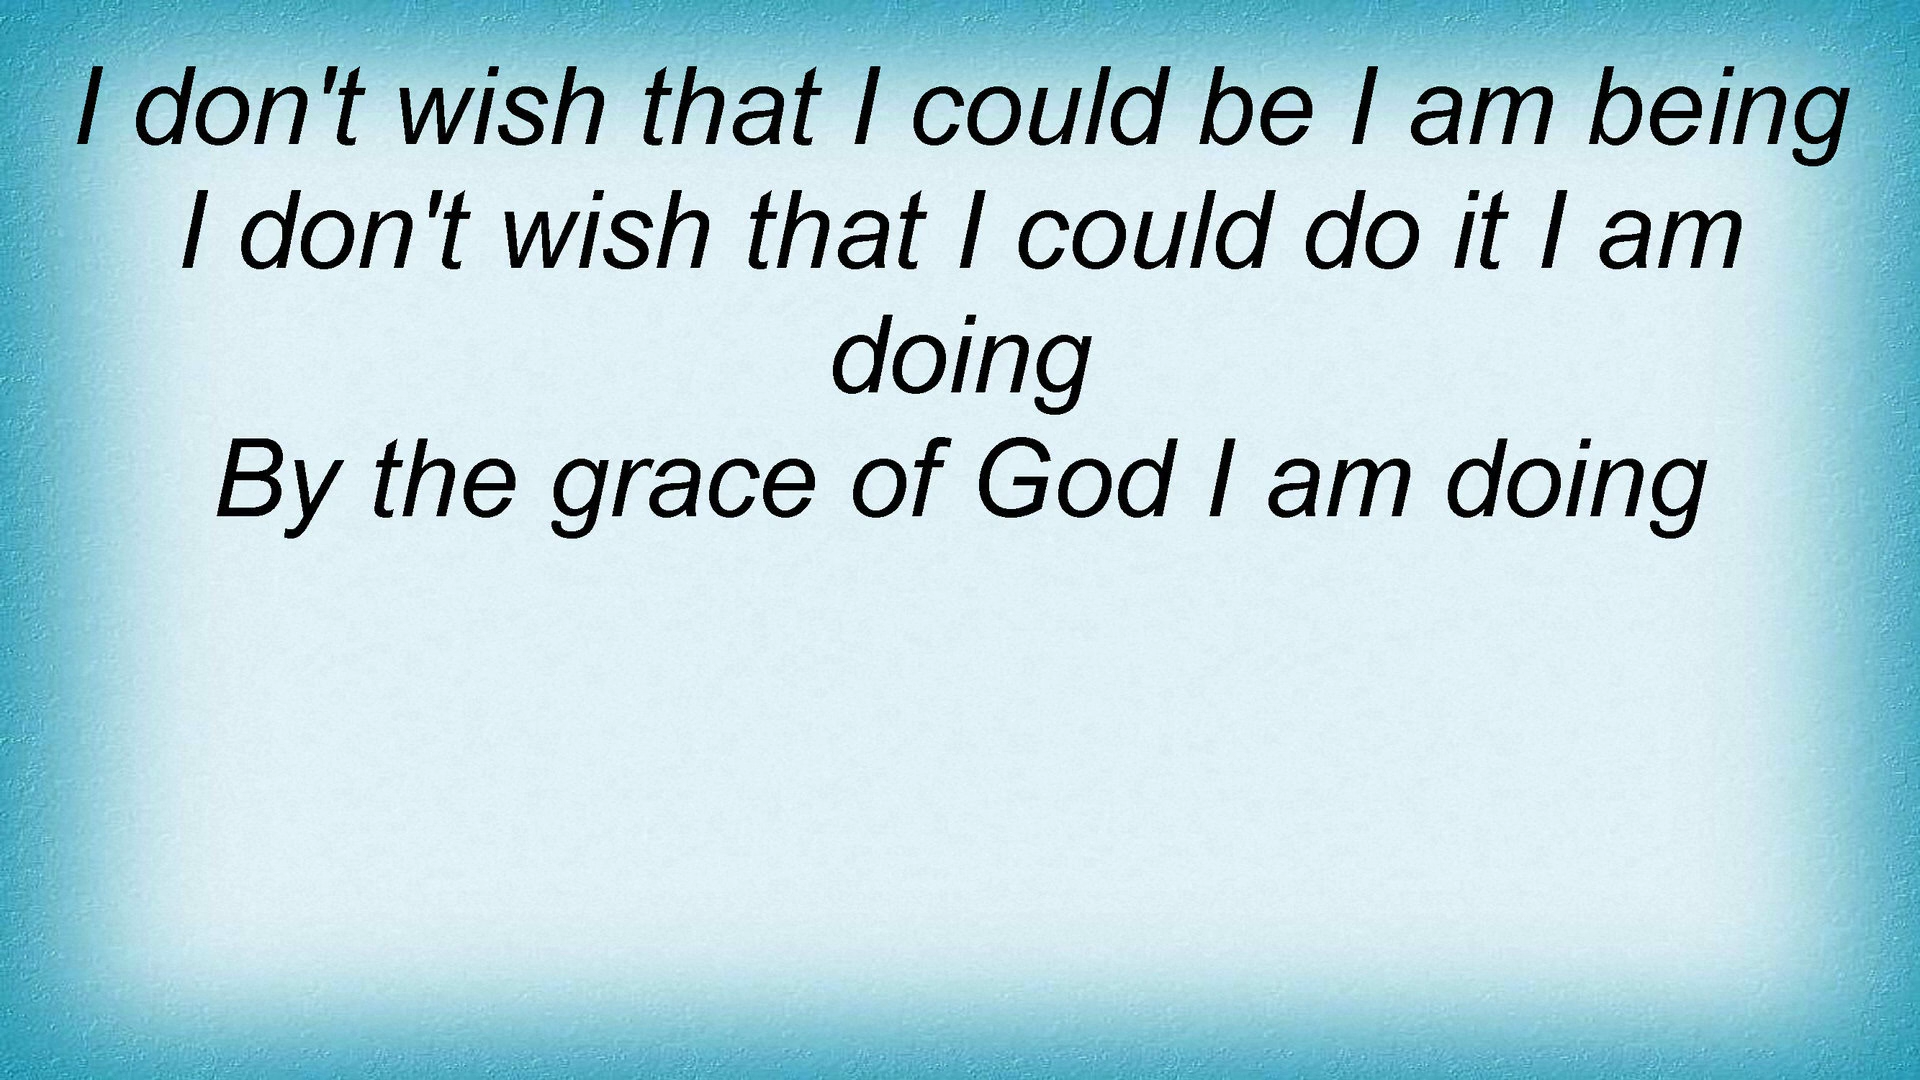 I don't wish that I could be I am being
I don't wish that I could do it I am
doing
By the grace of God I am doing